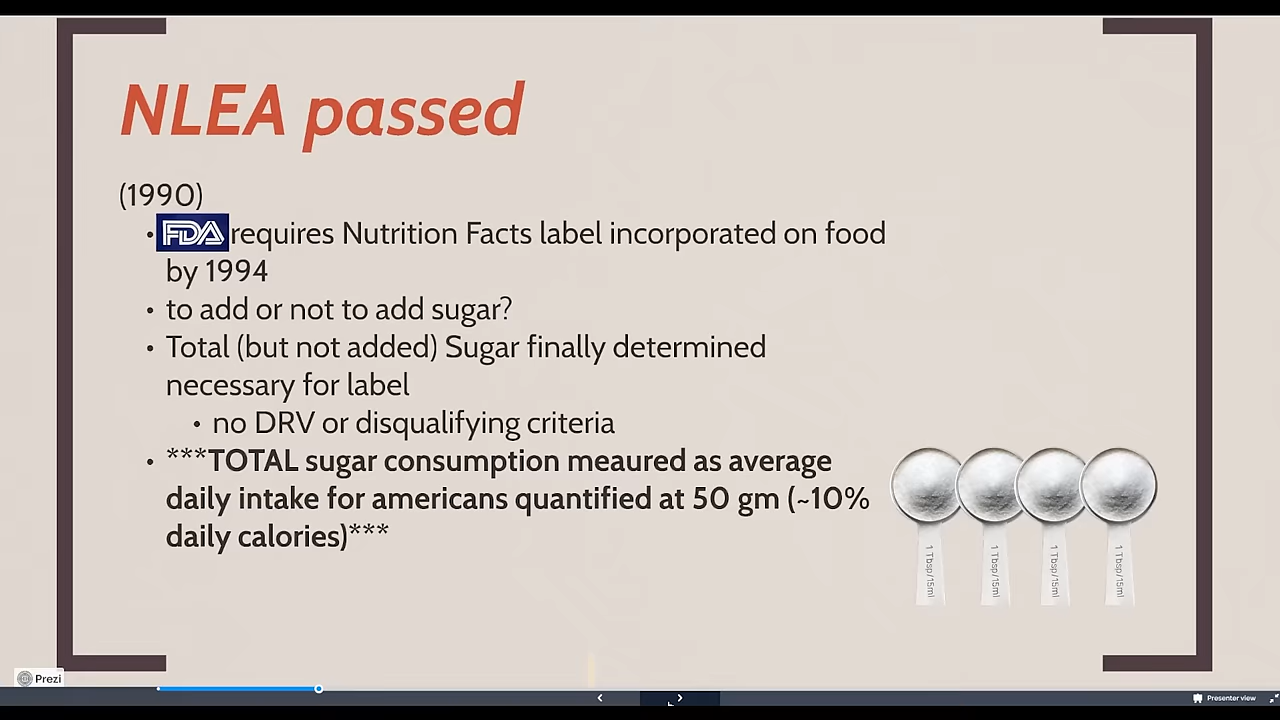 NLEA passed
(1990)
• FDA requires Nutrition Facts label incorporated on food
by 1994
• to add or not to add sugar?
• Total (but not added) Sugar finally determined
necessary for label
• no DRV or disqualifying criteria
• ***TOTAL sugar consumption meaured as average
daily intake for americans quantified at 50 gm (~10%
daily calories)***
1 Tbsp/15ml
1 Tbsp/15ml
1 Tbsp/15ml
1 Tbsp/15ml
Prezi
Presenter view